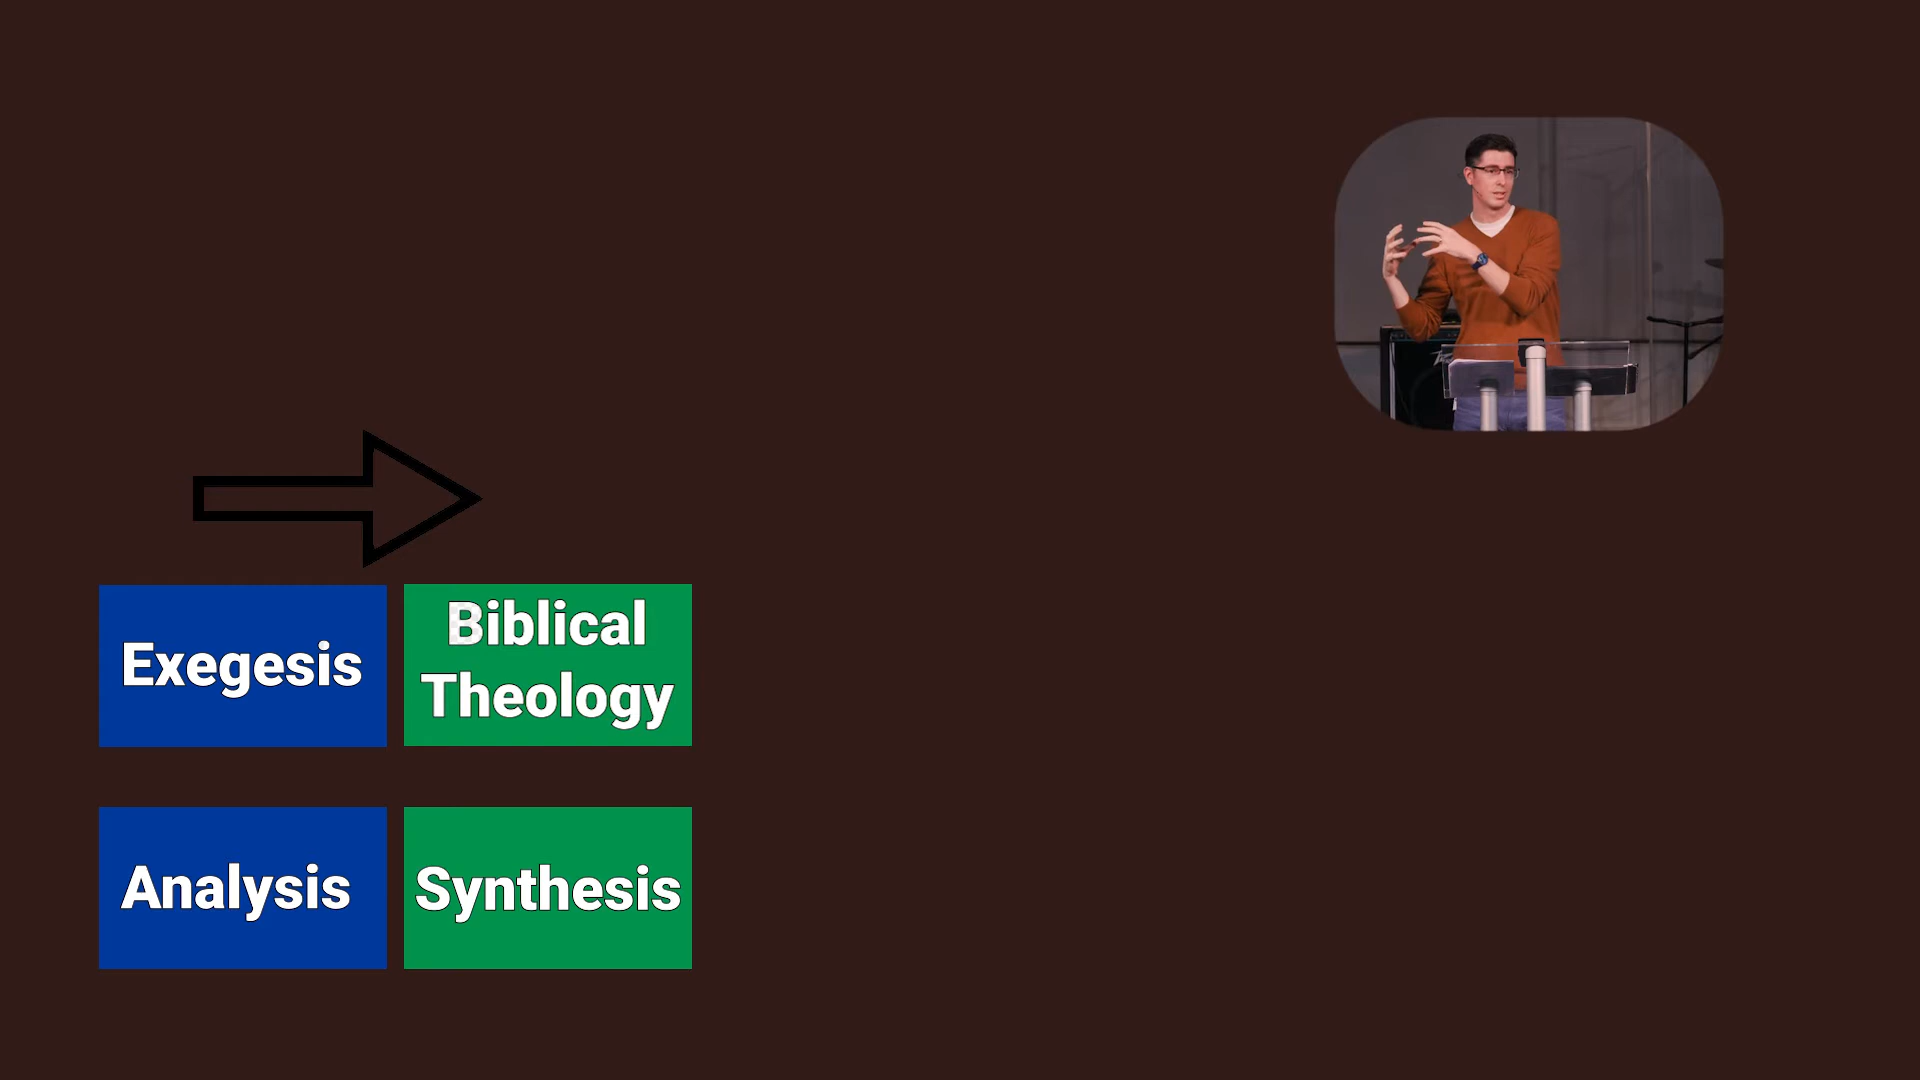 Exegesis
Biblical
Theology
Analysis
Synthesis